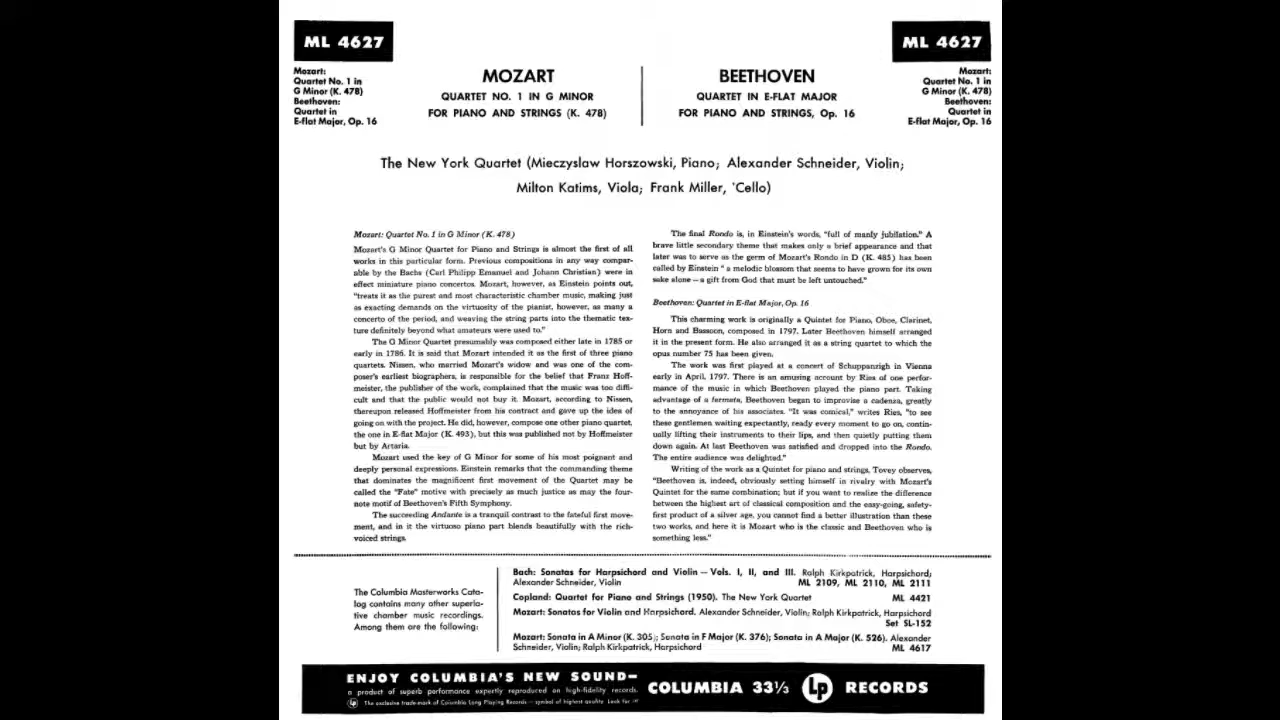 ML 4627
Mozart:
Quartet No. 1 in
G Minor (K. 478)
Beethoven:
Quartet in
E-flat Major, Op. 16
MOZART
QUARTET NO. 1 IN G MINOR
FOR PIANO AND STRINGS (K. 478)
BEETHOVEN
QUARTET IN E-FLAT MAJOR
FOR PIANO AND STRINGS, Op. 16
ML 4627
Mozart:
Quartet No. 1 in
G Minor (K. 478)
Beethoven:
Quartet in
E-flat Major, Op. 16
The New York Quartet (Mieczyslaw Horszowski, Piano; Alexander Schneider, Violin;
Milton Katims, Viola; Frank Miller, 'Cello)
Mozart: Quartet No. 1 in G Minor (K. 478)
Mozart's G Minor Quartet for Piano and Strings is almost the first of all
works in this particular form. Previous compositions in any way compar-
able by the Bachs (Carl Philipp Emanuel and Johann Christian) were in
effect miniature piano concertos. Mozart, however, as Einstein points out,
"treats it as the purest and most characteristic chamber music, making just
as exacting demands on the virtuosity of the pianist, however, as many a
concerto of the period, and weaving the string parts into the thematic tex-
ture definitely beyond what amateurs were used to."
The G Minor Quartet presumably was composed either late in 1785 or
early in 1786. It is said that Mozart intended it as the first of three piano
quartets. Nissen, who married Mozart's widow and was one of the com-
poser's earliest biographers, is responsible for the belief that Franz Hoff-
meister, the publisher of the work, complained that the music was too diffi-
cult and that the public would not buy it. Mozart, according to Nissen,
thereupon released Hoffmeister from his contract and gave up the idea of
going on with the project. He did, however, compose one other piano quartet,
the one in E-flat Major (K. 493), but this was published not by Hoffmeister
but by Artaria.
Mozart used the key of G Minor for some of his most poignant and
deeply personal expressions. Einstein remarks that the commanding theme
that dominates the magnificent first movement of the Quartet may be
called the "Fate" motive with precisely as much justice as may the four-
note motif of Beethoven's Fifth Symphony.
The succeeding Andante is a tranquil contrast to the fateful first move-
ment, and in it the virtuoso piano part blends beautifully with the rich-
voiced strings.
The final Rondo is, in Einstein's words, "full of manly jubilation." A
brave little secondary theme that makes only a brief appearance and that
later was to serve as the germ of Mozart's Rondo in D (K. 485) has been
called by Einstein " a melodic blossom that seems to have grown for its own
sake alone — a gift from God that must be left untouched."
Beethoven: Quartet in E-flat Major, Op. 16
This charming work is originally a Quintet for Piano, Oboe, Clarinet,
Horn and Bassoon, composed in 1797. Later Beethoven himself arranged
it in the present form. He also arranged it as a string quartet to which the
opus number 75 has been given.
The work was first played at a concert of Schuppanzigh in Vienna
early in April, 1797. There is an amusing account by Ries of one perfor-
mance of the music in which Beethoven played the piano part. Taking
advantage of a fermata, Beethoven began to improvise a cadenza, greatly
to the annoyance of his associates. "It was comical," writes Ries, "to see
these gentlemen waiting expectantly, ready every moment to go on, contin-
ually lifting their instruments to their lips, and then quietly putting them
down again. At last Beethoven was satisfied and dropped into the Rondo.
The entire audience was delighted."
Writing of the work as a Quintet for piano and strings, Tovey observes,
"Beethoven is, indeed, obviously setting himself in rivalry with Mozart's
Quintet for the same combination; but if you want to realize the difference
between the highest art of classical composition and the easy-going, safety-
first product of a silver age, you cannot find a better illustration than these
two works, and here it is Mozart who is the classic and Beethoven who is
something less."
The Columbia Masterworks Cata-
log contains many other superla-
tive chamber music recordings.
Among them are the following:
Bach: Sonatas for Harpsichord and Violin — Vols. I, II, and III. Ralph Kirkpatrick, Harpsichord;
Alexander Schneider, Violin ML 2109, ML 2110, ML 2111
Copland: Quartet for Piano and Strings (1950). The New York Quartet ML 4421
Mozart: Sonatas for Violin and Harpsichord. Alexander Schneider, Violin; Ralph Kirkpatrick, Harpsichord
Set SL-152
Mozart: Sonata in A Minor (K. 305); Sonata in F Major (K. 376); Sonata in A Major (K. 526). Alexander
Schneider, Violin; Ralph Kirkpatrick, Harpsichord ML 4617
ENJOY COLUMBIA'S NEW SOUND—
a product of superb performance expertly reproduced on high-fidelity records.
LP The exclusive trade-mark of Columbia Long Playing Records — symbol of highest quality. Look for it!
COLUMBIA 33⅓ LP RECORDS